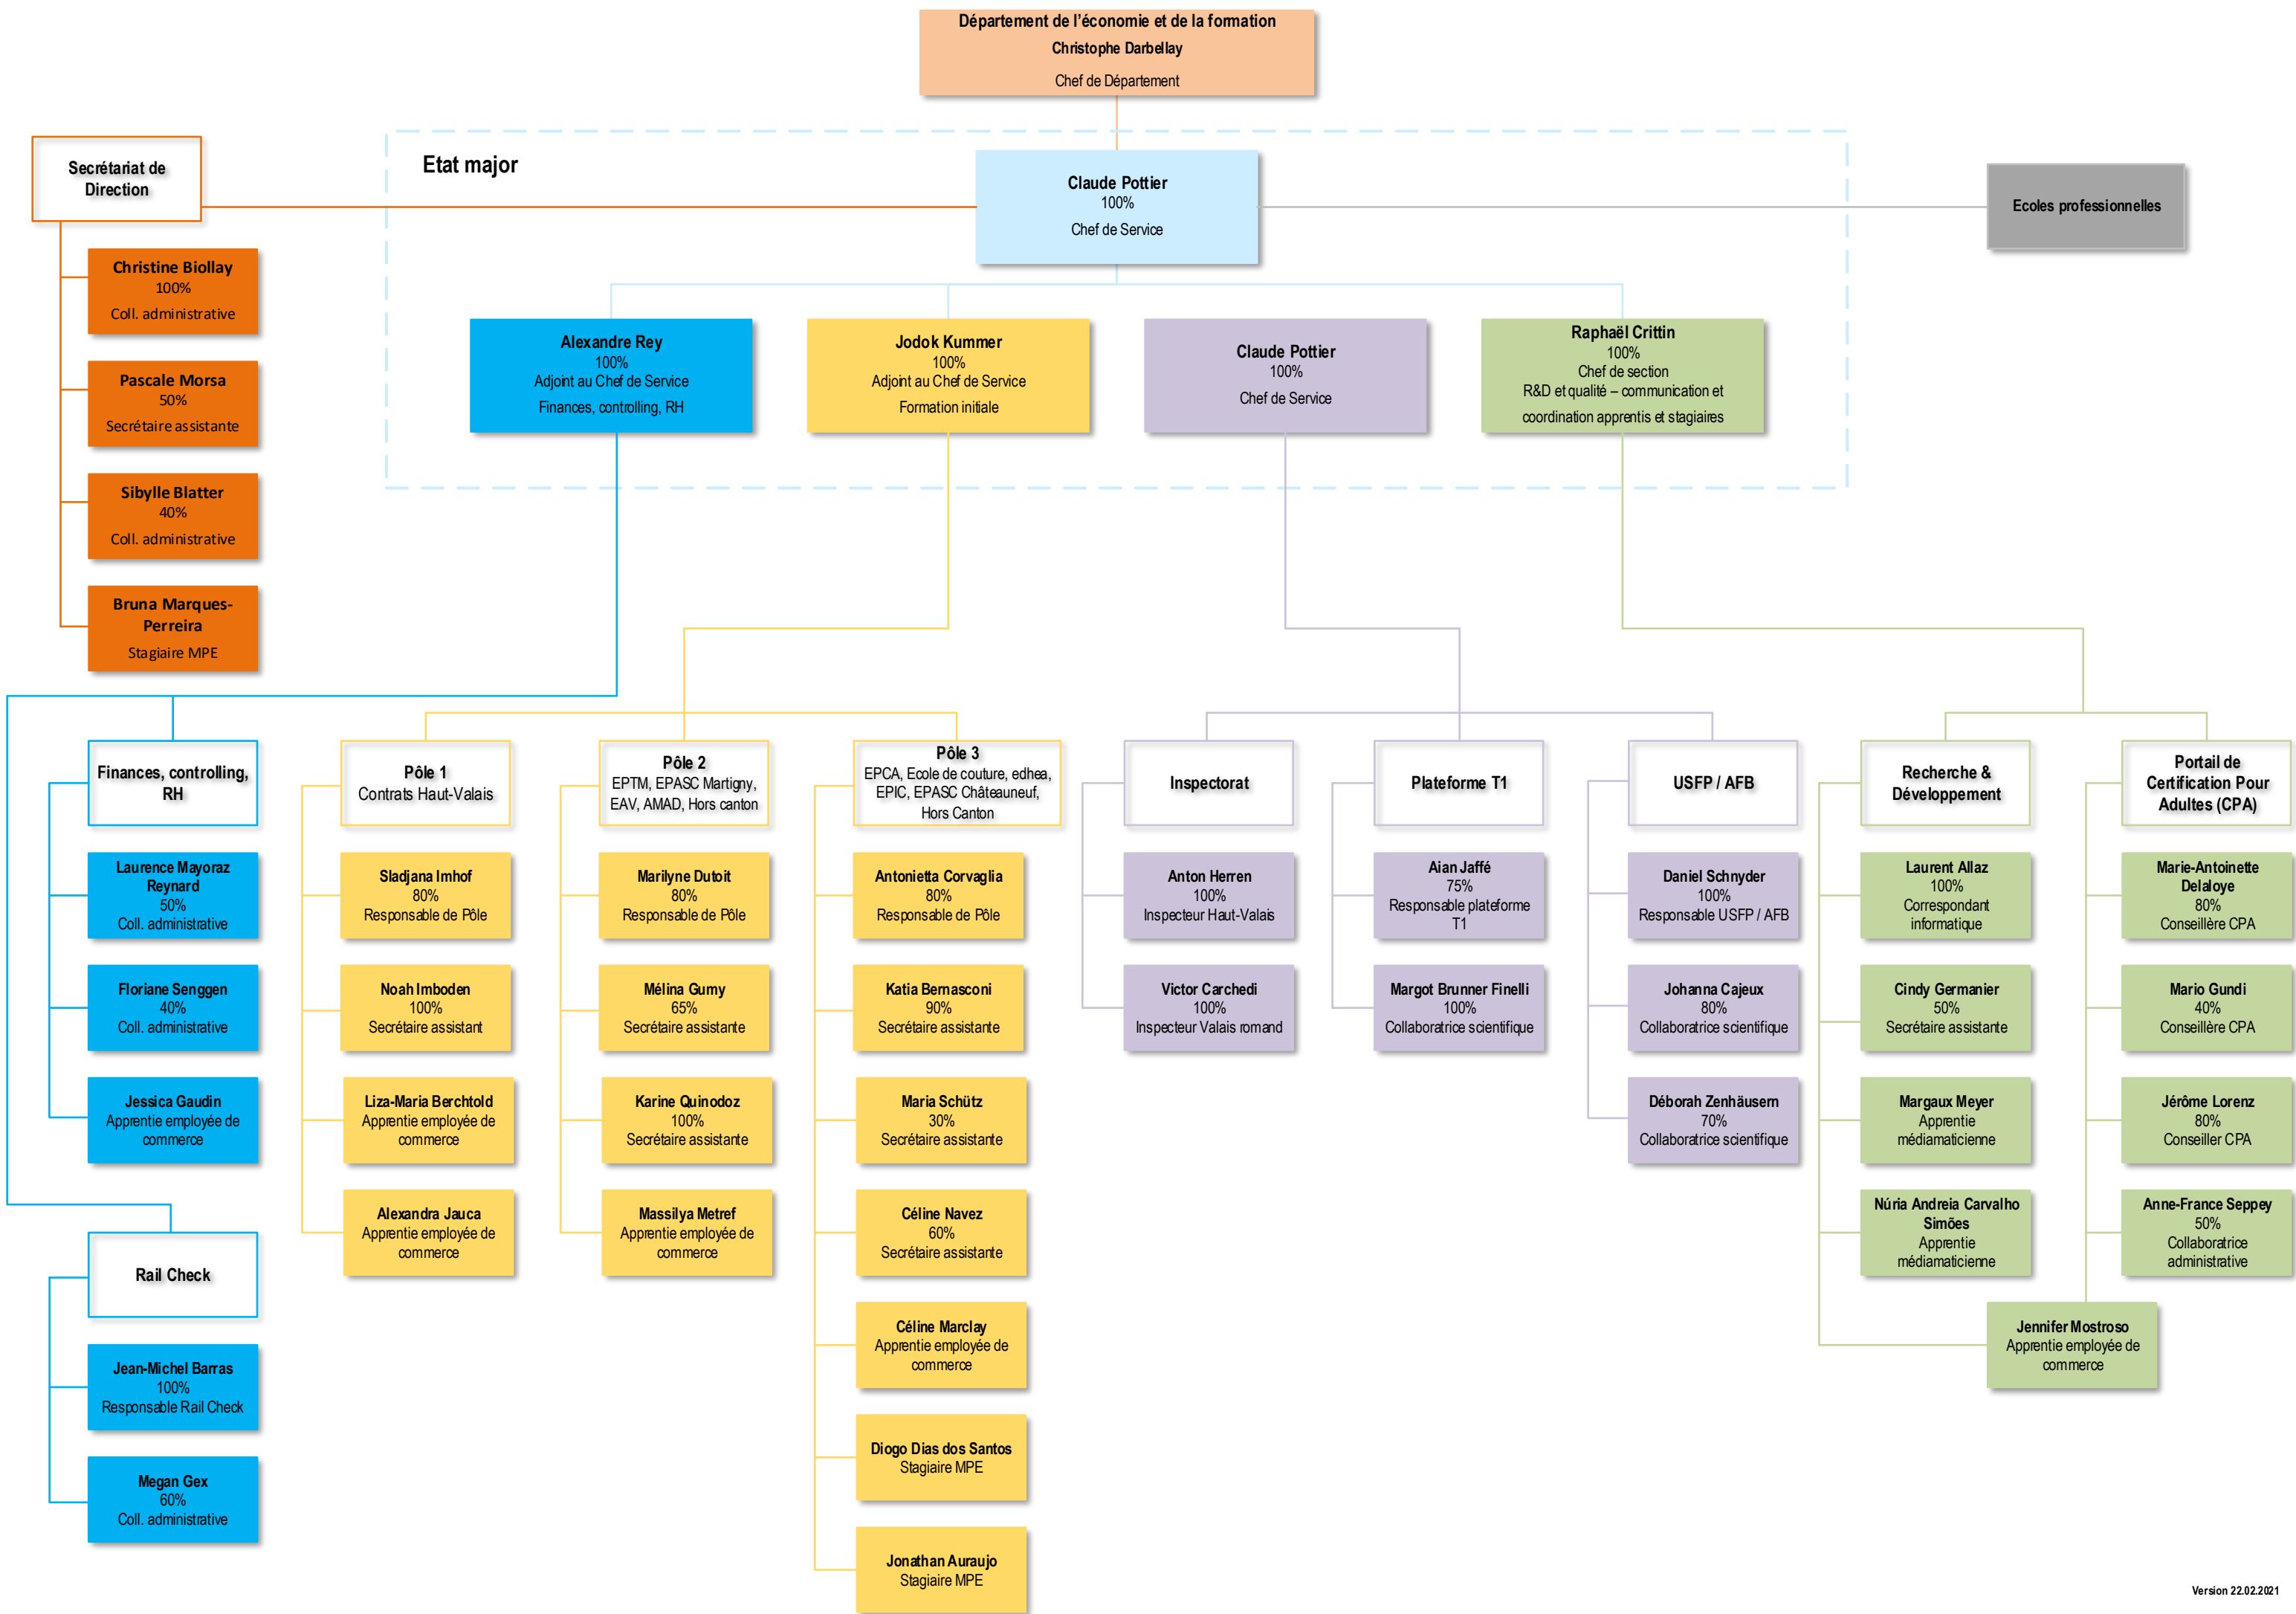 Département de l'économie et de la formation
Christophe Darbellay
Chef de Département
Etat major
Secrétariat de
Direction
Claude Pottier
100%
Chef de Service
Ecoles professionnelles
Christine Biollay
100%
Coll. administrative
Pascale Morsa
50%
Secrétaire assistante
Sibylle Blatter
40%
Coll. administrative
Bruna Marques-
Perreira
Stagiaire MPE
Alexandre Rey
100%
Adjoint au Chef de Service
Finances, controlling, RH
Jodok Kummer
100%
Adjoint au Chef de Service
Formation initiale
Claude Pottier
100%
Chef de Service
Raphaël Crittin
100%
Chef de section
R&D et qualité – communication et
coordination apprentis et stagiaires
Finances, controlling,
RH
Laurence Mayoraz
Reynard
50%
Coll. administrative
Floriane Senggen
40%
Coll. administrative
Jessica Gaudin
Apprentie employée de
commerce
Rail Check
Jean-Michel Barras
100%
Responsable Rail Check
Megan Gex
60%
Coll. administrative
Pôle 1
Contrats Haut-Valais
Sladjana Imhof
80%
Responsable de Pôle
Noah Imboden
100%
Secrétaire assistant
Liza-Maria Berchtold
Apprentie employée de
commerce
Alexandra Jauca
Apprentie employée de
commerce
Pôle 2
EPTM, EPASC Martigny,
EAV, AMAD, Hors canton
Marilyne Dutoit
80%
Responsable de Pôle
Mélina Gumy
65%
Secrétaire assistante
Karine Quinodoz
100%
Secrétaire assistante
Massilya Metref
Apprentie employée de
commerce
Pôle 3
EPCA, Ecole de couture, edhea,
EPIC, EPASC Châteauneuf,
Hors Canton
Antonietta Corvaglia
80%
Responsable de Pôle
Katia Bernasconi
90%
Secrétaire assistante
Maria Schütz
30%
Secrétaire assistante
Céline Navez
60%
Secrétaire assistante
Céline Marclay
Apprentie employée de
commerce
Diogo Dias dos Santos
Stagiaire MPE
Jonathan Auraujo
Stagiaire MPE
Inspectorat
Anton Herren
100%
Inspecteur Haut-Valais
Victor Carchedi
100%
Inspecteur Valais romand
Plateforme T1
Aian Jaffé
75%
Responsable plateforme
T1
Margot Brunner Finelli
100%
Collaboratrice scientifique
USFP / AFB
Daniel Schnyder
100%
Responsable USFP / AFB
Johanna Cajeux
80%
Collaboratrice scientifique
Déborah Zenhäusern
70%
Collaboratrice scientifique
Recherche &
Développement
Laurent Allaz
100%
Correspondant
informatique
Cindy Germanier
50%
Secrétaire assistante
Margaux Meyer
Apprentie
médiamaticienne
Núria Andreia Carvalho
Simões
Apprentie
médiamaticienne
Portail de
Certification Pour
Adultes (CPA)
Marie-Antoinette
Delaloye
80%
Conseillère CPA
Mario Gundi
40%
Conseillère CPA
Jérôme Lorenz
80%
Conseiller CPA
Anne-France Seppey
50%
Collaboratrice
administrative
Jennifer Mostroso
Apprentie employée de
commerce
Version 22.02.2021